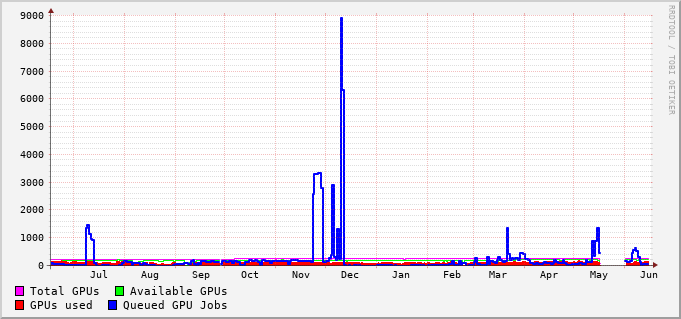 RRDTOOL / TOBI OETIKER
9000
8000
7000
6000
5000
4000
3000
2000
1000
0
Jul Aug Sep Oct Nov Dec Jan Feb Mar Apr May Jun
Total GPUs Available GPUs
GPUs used Queued GPU Jobs